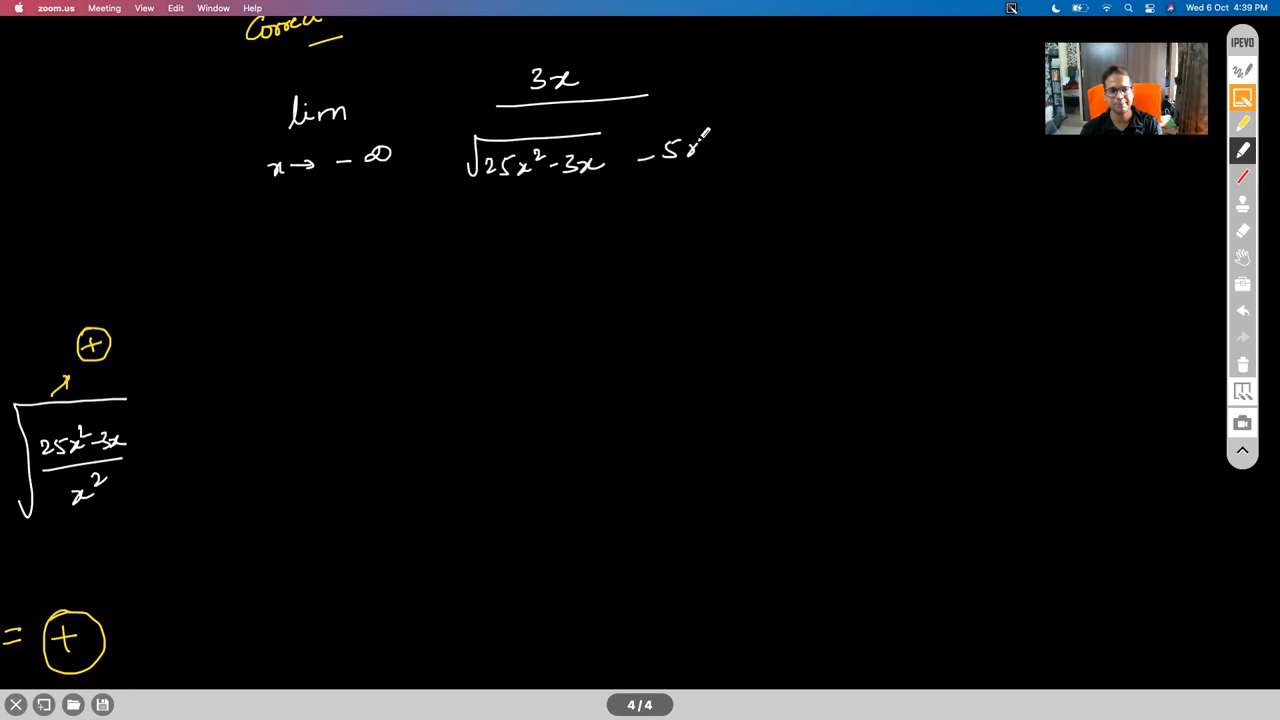 zoom.us Meeting View Edit Window Help Wed 6 Oct 4:39 PM
Correct
IPEVO
lim x → - ∞ 3x / √25x² - 3x - 5x
+
√25x² - 3x / x²
= +
4 / 4